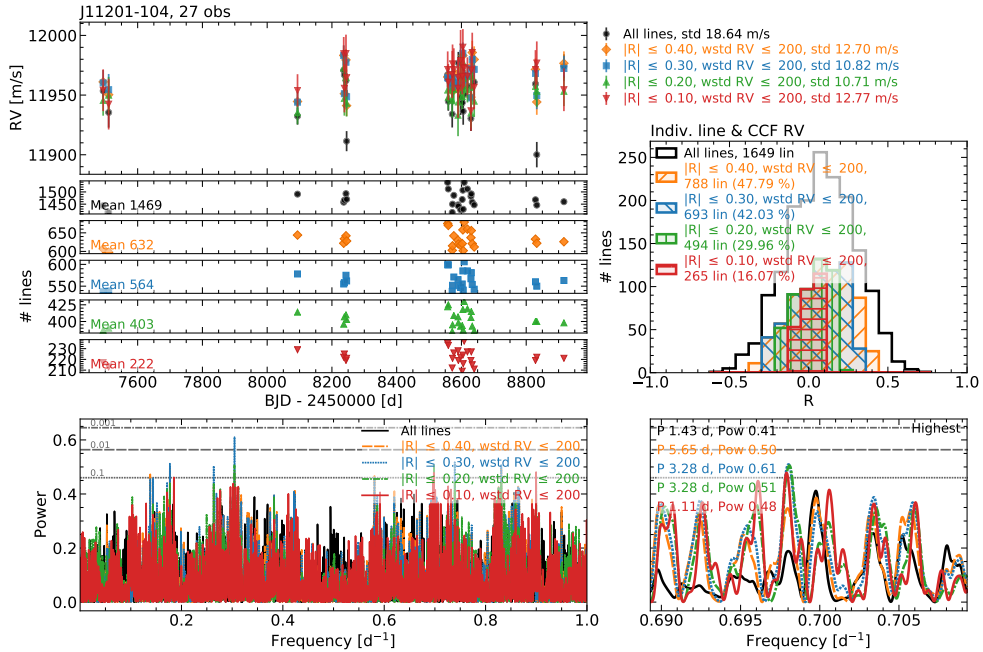 J11201-104, 27 obs
12000
11950
11900
RV [m/s]
All lines, std 18.64 m/s
|R| ≤ 0.40, wstd RV ≤ 200, std 12.70 m/s
|R| ≤ 0.30, wstd RV ≤ 200, std 10.82 m/s
|R| ≤ 0.20, wstd RV ≤ 200, std 10.71 m/s
|R| ≤ 0.10, wstd RV ≤ 200, std 12.77 m/s
1500
1450
Mean 1469
650
600
Mean 632
600
550
Mean 564
425
400
Mean 403
230
220
210
Mean 222
# lines
7600 7800 8000 8200 8400 8600 8800
BJD - 2450000 [d]
Indiv. line & CCF RV
250
200
150
100
50
0
# lines
All lines, 1649 lin
|R| ≤ 0.40, wstd RV ≤ 200,
788 lin (47.79 %)
|R| ≤ 0.30, wstd RV ≤ 200,
693 lin (42.03 %)
|R| ≤ 0.20, wstd RV ≤ 200,
494 lin (29.96 %)
|R| ≤ 0.10, wstd RV ≤ 200,
265 lin (16.07 %)
−1.0 −0.5 0.0 0.5 1.0
R
0.6
0.4
0.2
0.0
Power
0.001
0.01
0.1
All lines
|R| ≤ 0.40, wstd RV ≤ 200
|R| ≤ 0.30, wstd RV ≤ 200
|R| ≤ 0.20, wstd RV ≤ 200
|R| ≤ 0.10, wstd RV ≤ 200
0.2 0.4 0.6 0.8 1.0
Frequency [d⁻¹]
Highest
P 1.43 d, Pow 0.41
P 5.65 d, Pow 0.50
P 3.28 d, Pow 0.61
P 3.28 d, Pow 0.51
P 1.11 d, Pow 0.48
0.690 0.695 0.700 0.705
Frequency [d⁻¹]